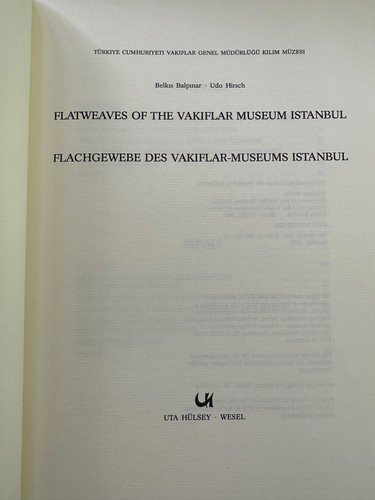 TÜRKIYE CUMHURIYETI VAKIFLAR GENEL MÜDÜRLÜĞÜ KILIM MÜZESI
Belkıs Balpınar · Udo Hirsch
FLATWEAVES OF THE VAKIFLAR MUSEUM ISTANBUL
FLACHGEWEBE DES VAKIFLAR-MUSEUMS ISTANBUL
UTA HÜLSEY · WESEL